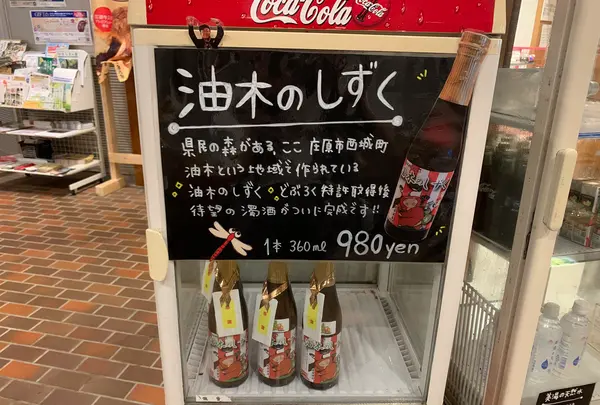 Coca-Cola
Coca-Cola
油木のしずく
県民の森がある、ここ 庄原市西城町
油木という地域で作られている
油木のしずく・どぶろく特許取得後
待望の濁酒がついに完成です!!
1本 360ml 980yen